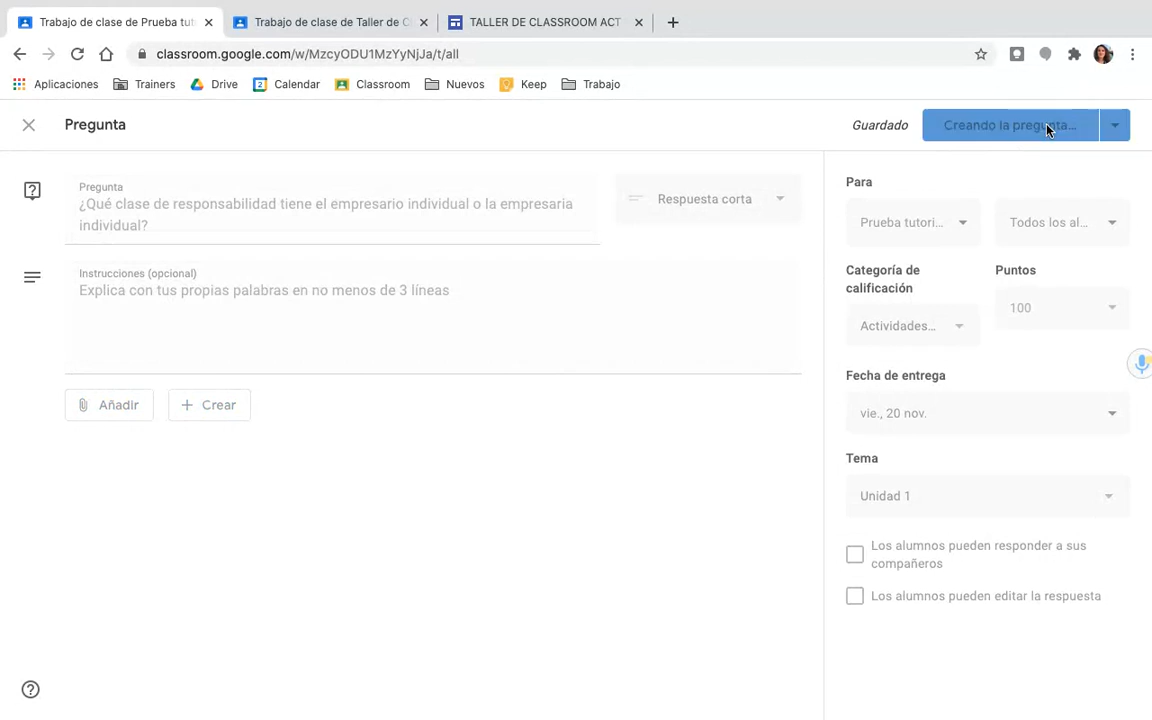 Trabajo de clase de Prueba tut
Trabajo de clase de Taller de C
TALLER DE CLASSROOM ACT
classroom.google.com/w/MzcyODU1MzYyNjJa/t/all
Aplicaciones Trainers Drive Calendar Classroom Nuevos Keep Trabajo
Pregunta
Guardado
Creando la pregunta...
Pregunta
¿Qué clase de responsabilidad tiene el empresario individual o la empresaria
individual?
Respuesta corta
Instrucciones (opcional)
Explica con tus propias palabras en no menos de 3 líneas
Añadir
Crear
Para
Prueba tutori...
Todos los al...
Categoría de
calificación
Puntos
Actividades...
100
Fecha de entrega
vie., 20 nov.
Tema
Unidad 1
Los alumnos pueden responder a sus
compañeros
Los alumnos pueden editar la respuesta